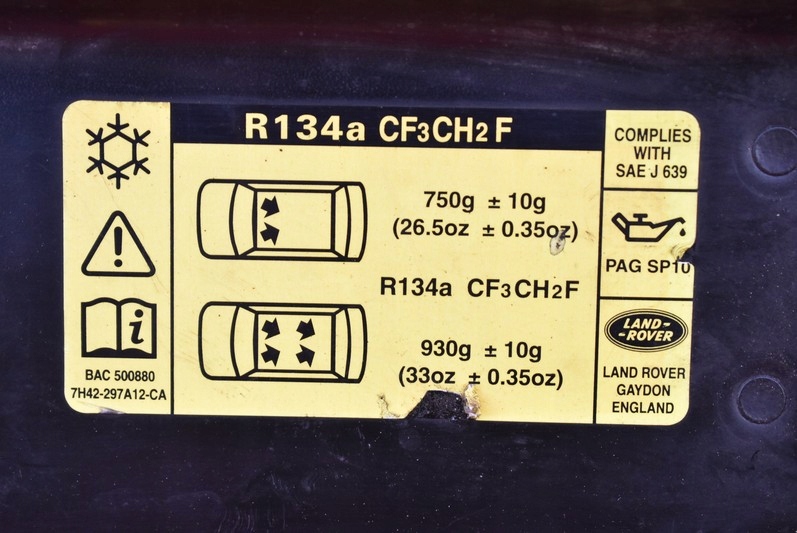 R134a CF3CH2F
750g ± 10g
(26.5oz ± 0.35oz)
R134a CF3CH2F
930g ± 10g
(33oz ± 0.35oz)
BAC 500880
7H42-297A12-CA
COMPLIES
WITH
SAE J 639
PAG SP10
LAND-
-ROVER
LAND ROVER
GAYDON
ENGLAND